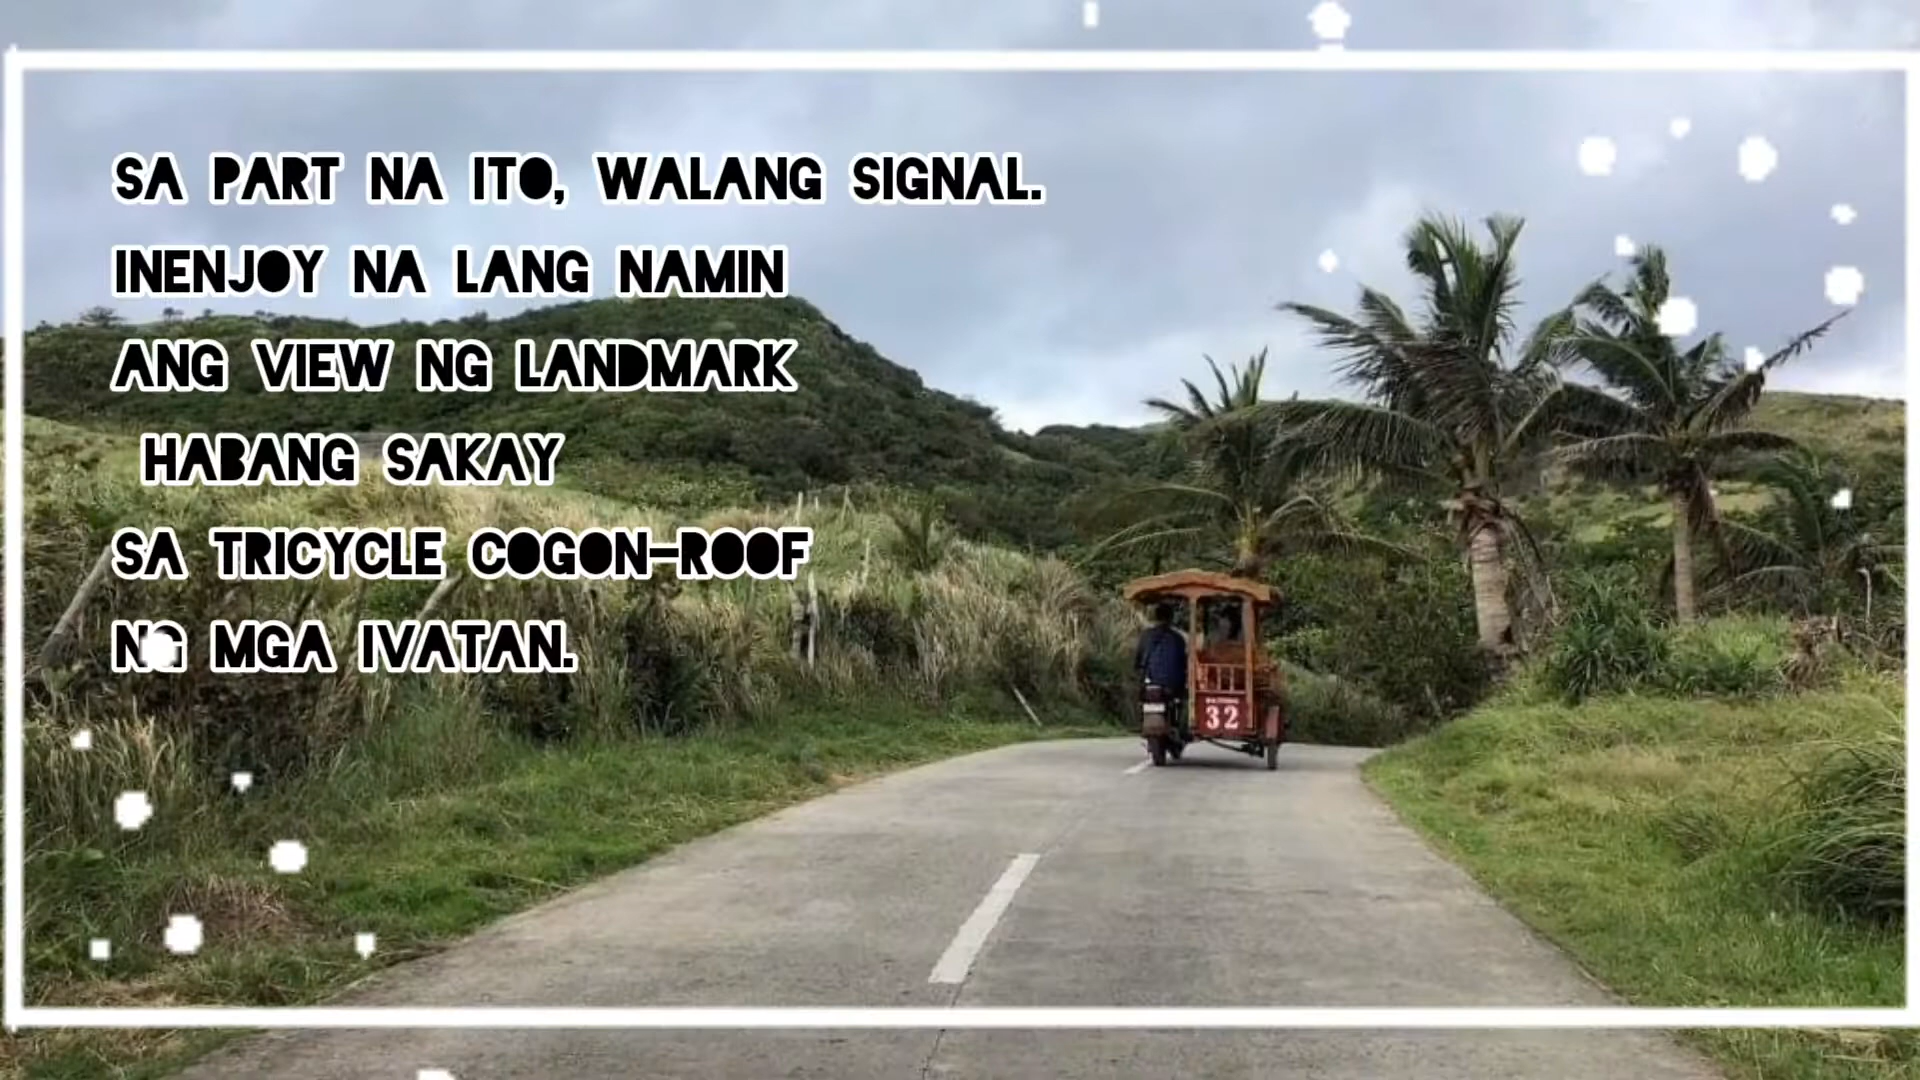 SA PART NA ITO, WALANG SIGNAL.
INENJOY NA LANG NAMIN
ANG VIEW NG LANDMARK
HABANG SAKAY
SA TRICYCLE COGON-ROOF
NG MGA IVATAN.
32